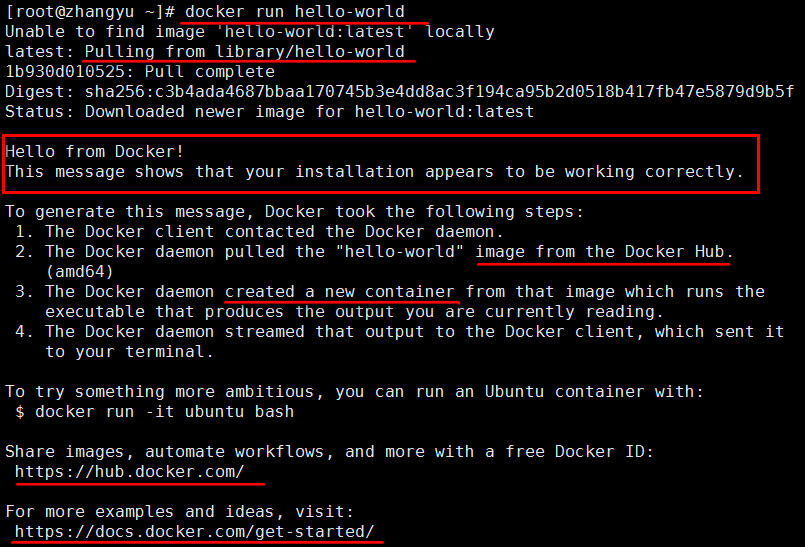 [root@zhangyu ~]# docker run hello-world
Unable to find image 'hello-world:latest' locally
latest: Pulling from library/hello-world
1b930d010525: Pull complete
Digest: sha256:c3b4ada4687bbaa170745b3e4dd8ac3f194ca95b2d0518b417fb47e5879d9b5f
Status: Downloaded newer image for hello-world:latest
Hello from Docker!
This message shows that your installation appears to be working correctly.
To generate this message, Docker took the following steps:
1. The Docker client contacted the Docker daemon.
2. The Docker daemon pulled the "hello-world" image from the Docker Hub.
(amd64)
3. The Docker daemon created a new container from that image which runs the
executable that produces the output you are currently reading.
4. The Docker daemon streamed that output to the Docker client, which sent it
to your terminal.
To try something more ambitious, you can run an Ubuntu container with:
$ docker run -it ubuntu bash
Share images, automate workflows, and more with a free Docker ID:
https://hub.docker.com/
For more examples and ideas, visit:
https://docs.docker.com/get-started/